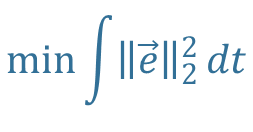 min ∫ ‖e⃗‖₂² dt